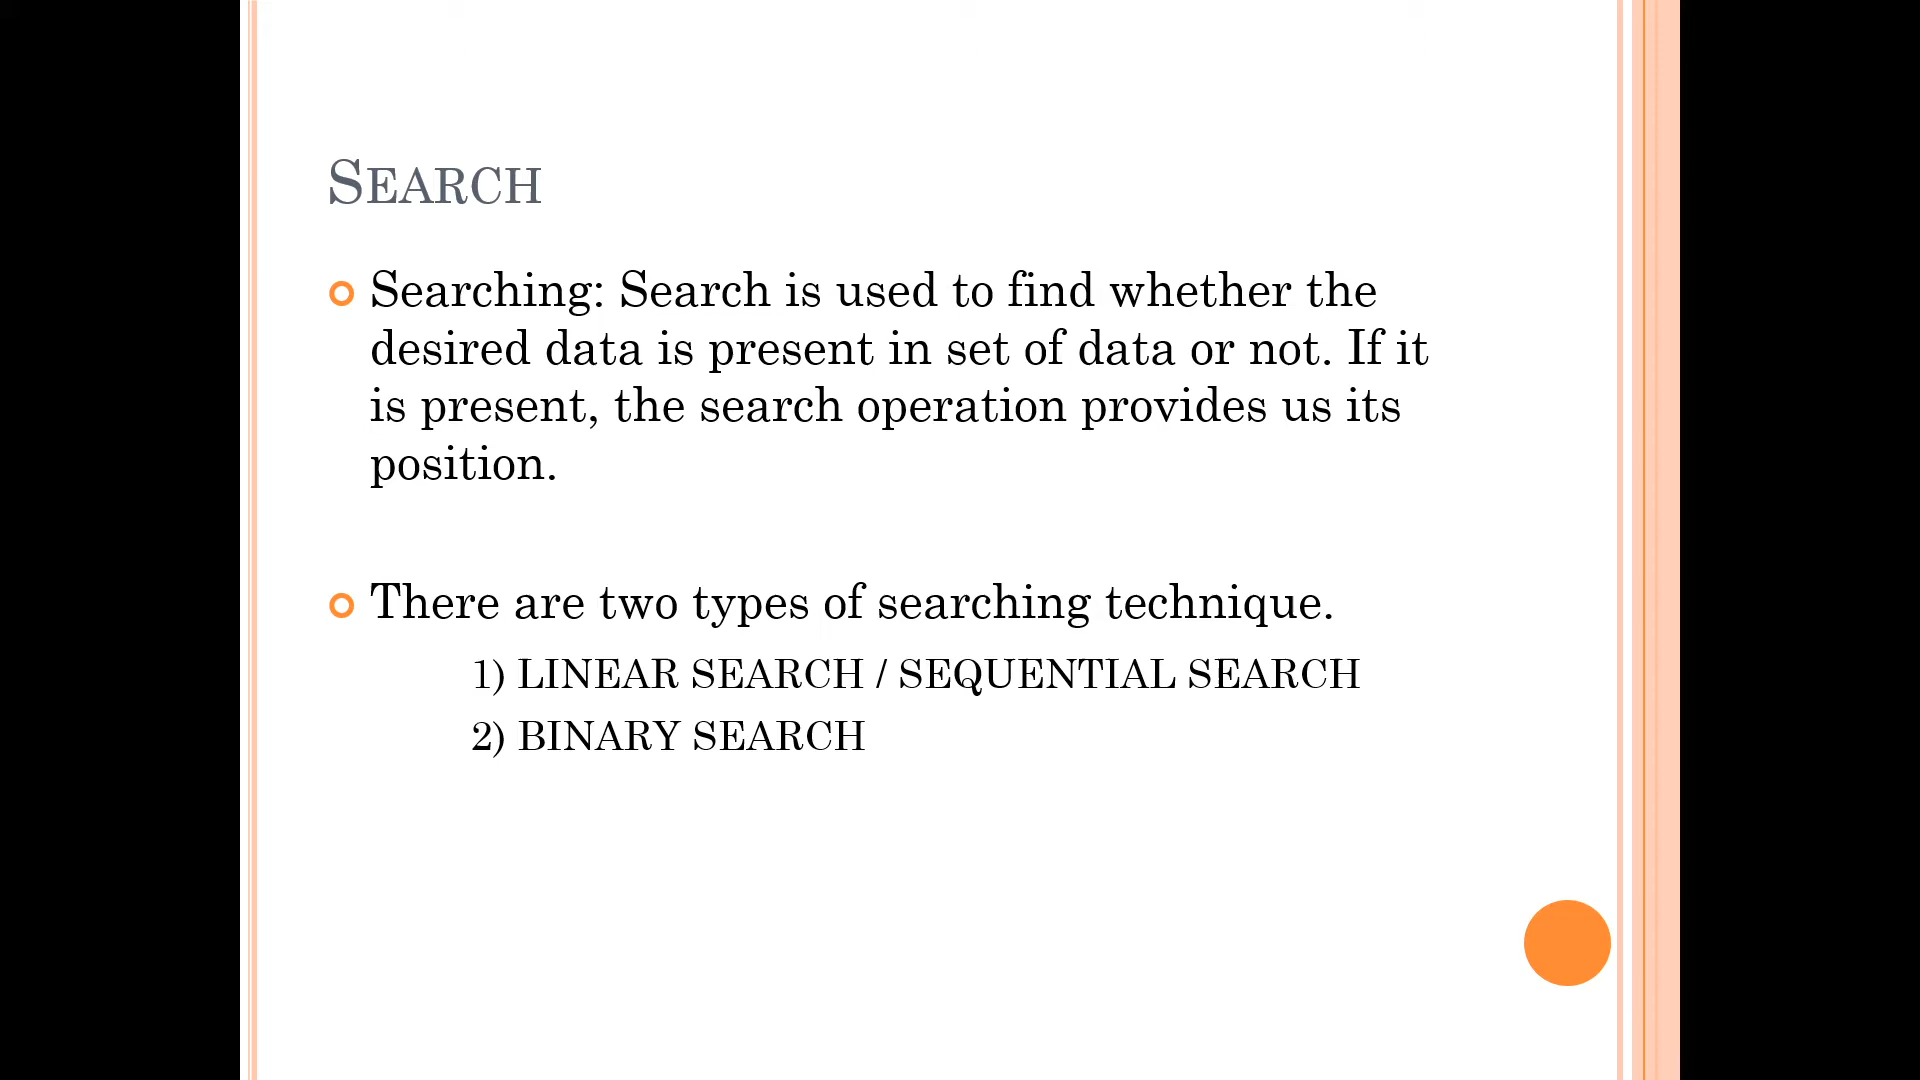 SEARCH
Searching: Search is used to find whether the
desired data is present in set of data or not. If it
is present, the search operation provides us its
position.
There are two types of searching technique.
1) LINEAR SEARCH / SEQUENTIAL SEARCH
2) BINARY SEARCH